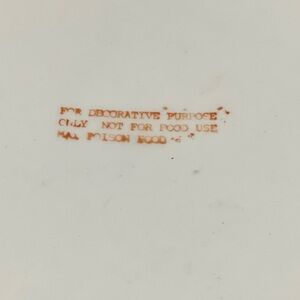 FOR DECORATIVE PURPOSE
ONLY NOT FOR FOOD USE
MAY POISON FOOD